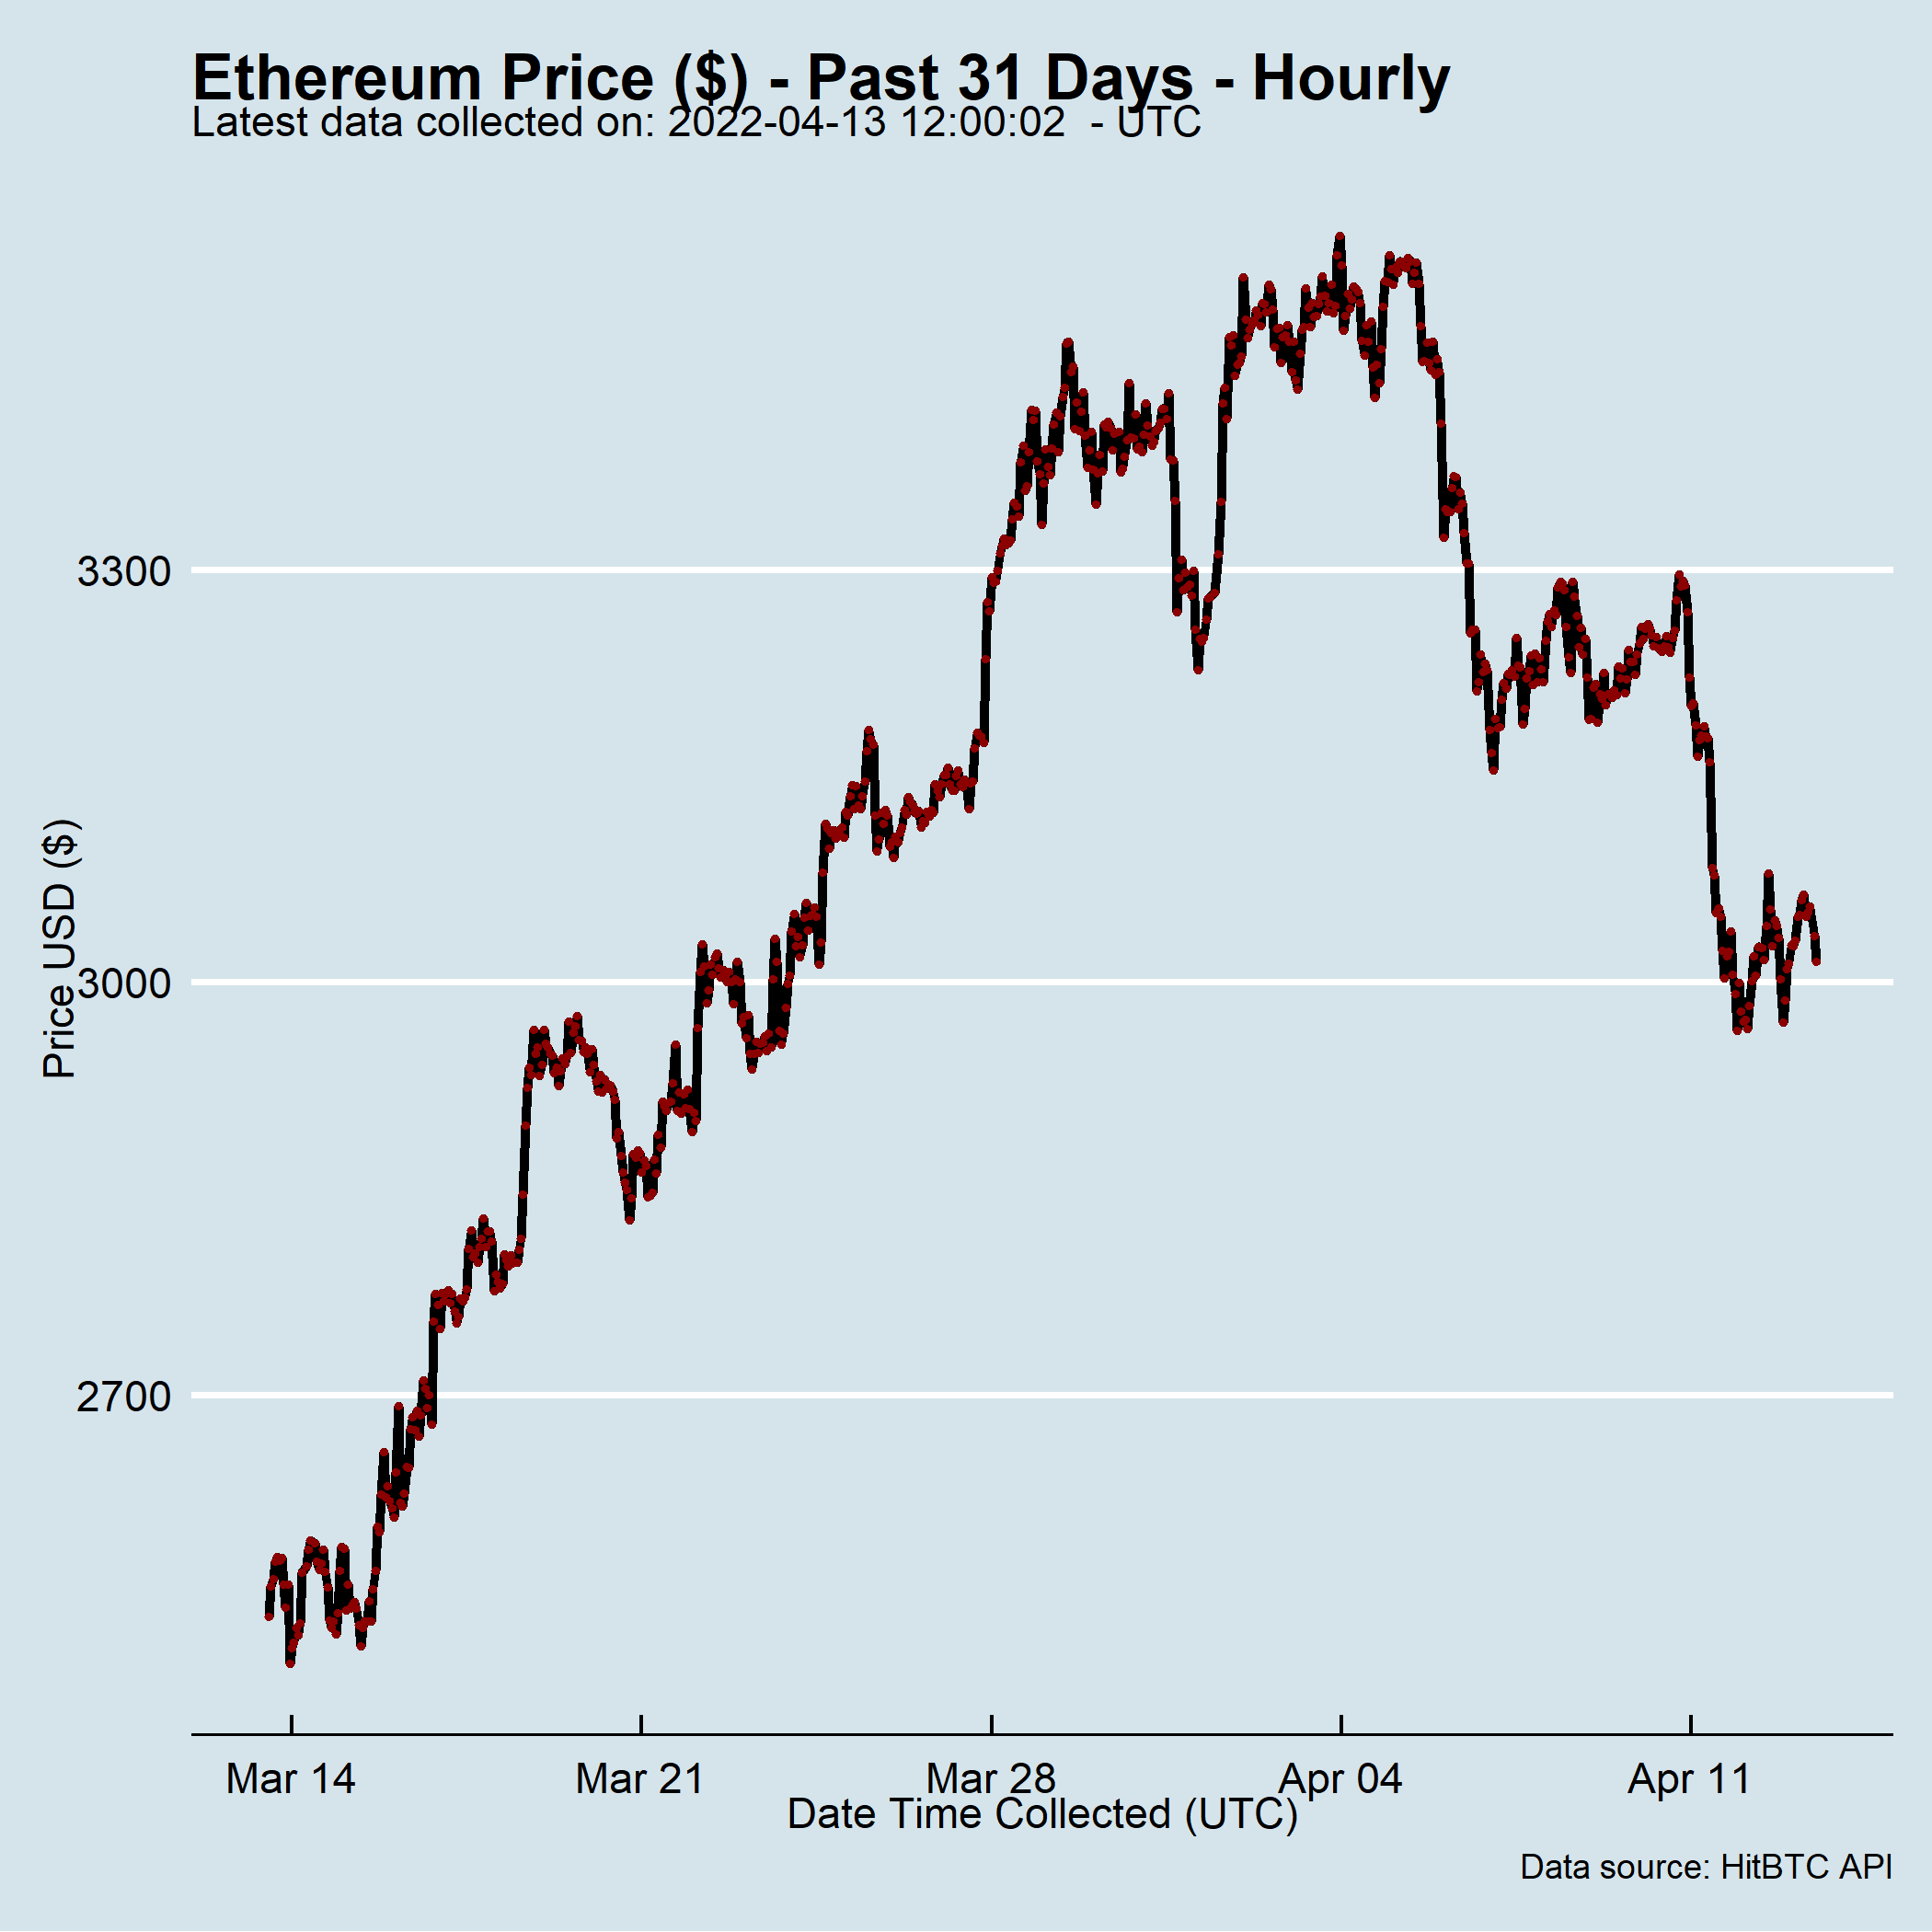 Ethereum Price ($) - Past 31 Days - Hourly
Latest data collected on: 2022-04-13 12:00:02  - UTC
Price USD ($)
3300
3000
2700
Mar 14
Mar 21
Mar 28
Apr 04
Apr 11
Date Time Collected (UTC)
Data source: HitBTC API